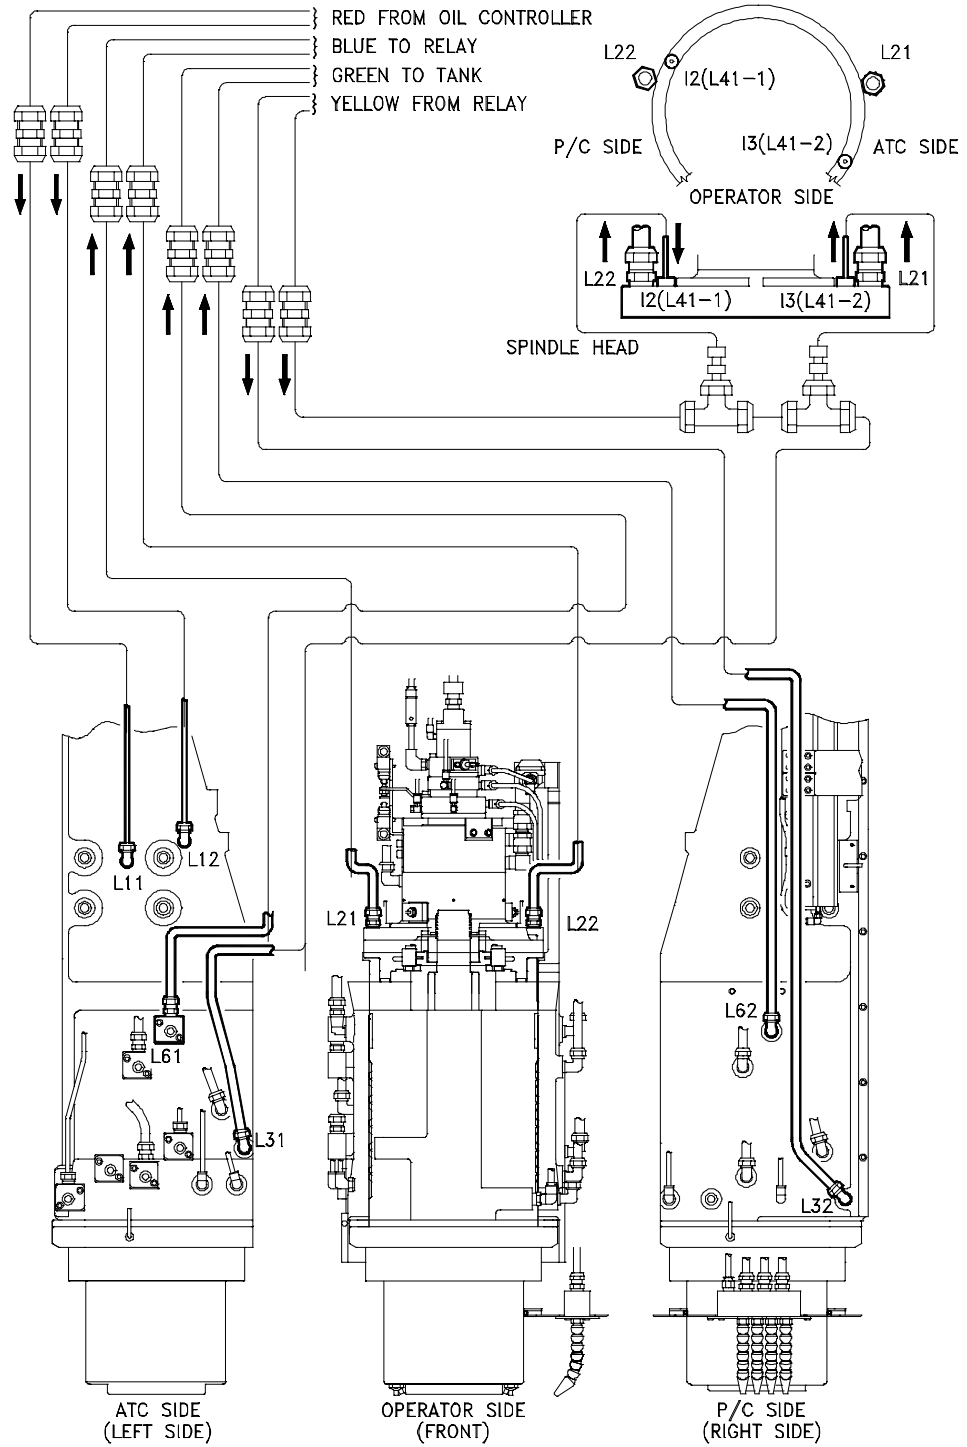 RED FROM OIL CONTROLLER
BLUE TO RELAY
GREEN TO TANK
YELLOW FROM RELAY
L22
L21
I2(L41-1)
P/C SIDE
I3(L41-2)
ATC SIDE
OPERATOR SIDE
L22
L21
I2(L41-1)
I3(L41-2)
SPINDLE HEAD
L11
L12
L21
L22
L61
L62
L31
L32
ATC SIDE
(LEFT SIDE)
OPERATOR SIDE
(FRONT)
P/C SIDE
(RIGHT SIDE)